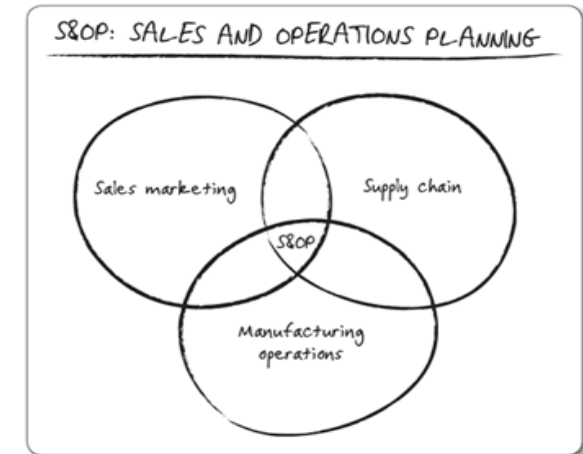 S&OP: SALES AND OPERATIONS PLANNING
Sales marketing
Supply chain
S&OP
Manufacturing
operations